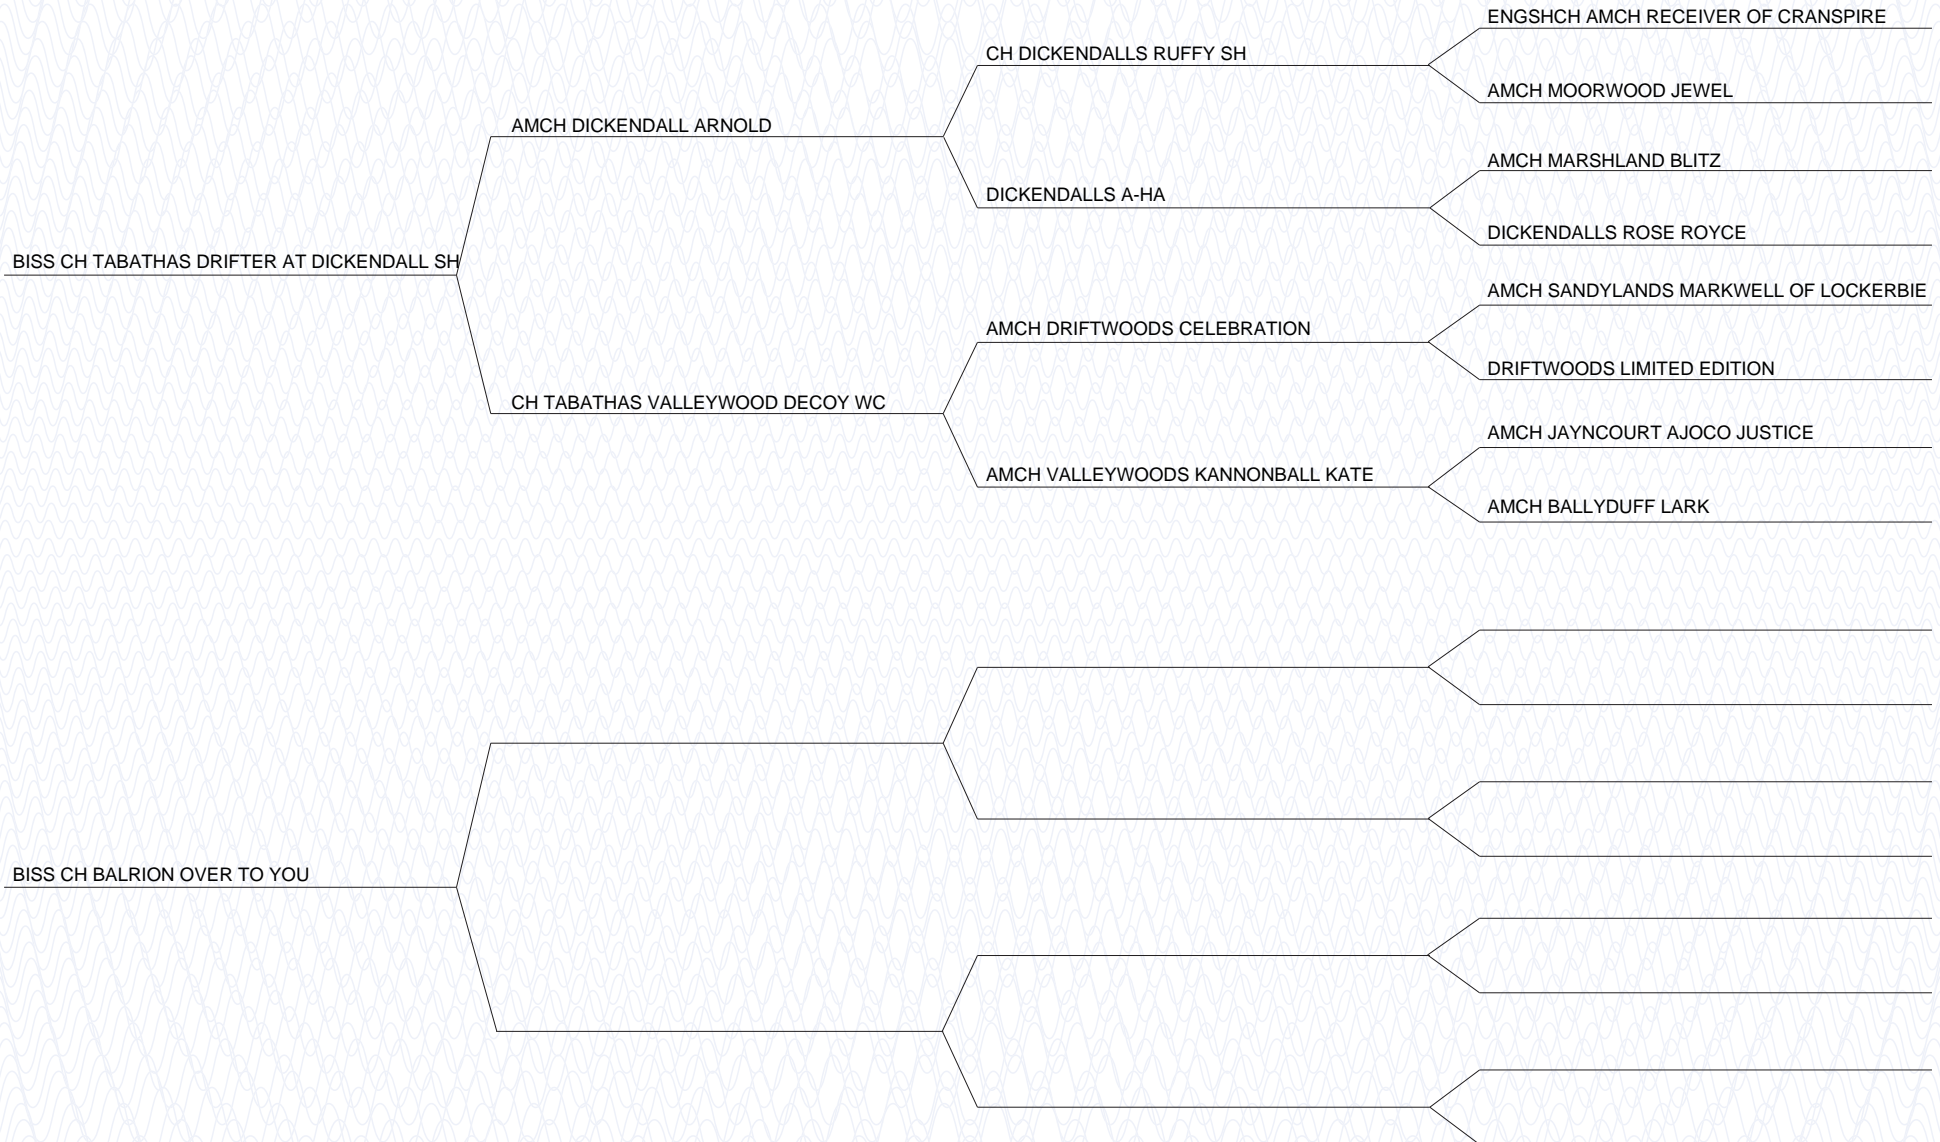 ENGSHCH AMCH RECEIVER OF CRANSPIRE
CH DICKENDALLS RUFFY SH
AMCH MOORWOOD JEWEL
AMCH DICKENDALL ARNOLD
AMCH MARSHLAND BLITZ
DICKENDALLS A-HA
DICKENDALLS ROSE ROYCE
BISS CH TABATHAS DRIFTER AT DICKENDALL SH
AMCH SANDYLANDS MARKWELL OF LOCKERBIE
AMCH DRIFTWOODS CELEBRATION
DRIFTWOODS LIMITED EDITION
CH TABATHAS VALLEYWOOD DECOY WC
AMCH JAYNCOURT AJOCO JUSTICE
AMCH VALLEYWOODS KANNONBALL KATE
AMCH BALLYDUFF LARK
BISS CH BALRION OVER TO YOU